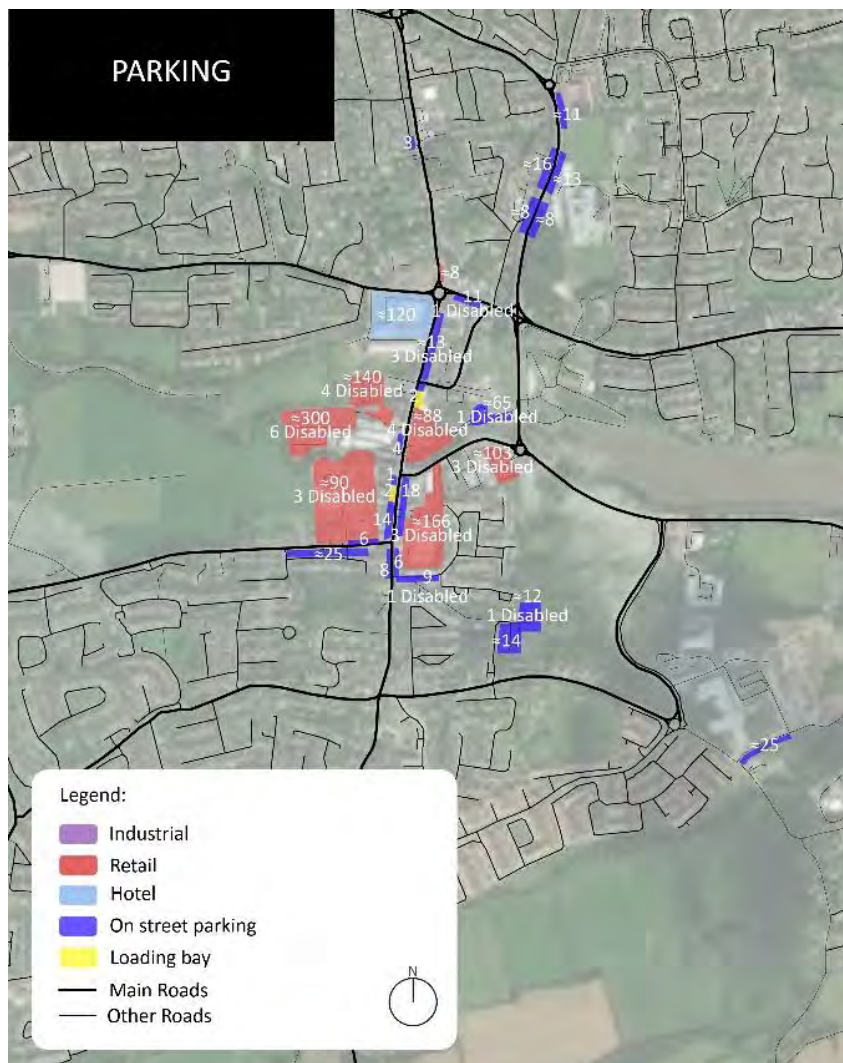 PARKING
≈11
3
≈16
≈13
≈8
≈8
≈8
11
1 Disabled
≈120
≈13
3 Disabled
≈140
4 Disabled
2
≈65
1 Disabled
≈300
6 Disabled
≈88
4 Disabled
4
≈103
3 Disabled
≈90
3 Disabled
1
2
18
14
≈166
3 Disabled
6
≈25
8
6
9
1 Disabled
≈12
1 Disabled
≈14
≈25
Legend:
Industrial
Retail
Hotel
On street parking
Loading bay
Main Roads
Other Roads
N